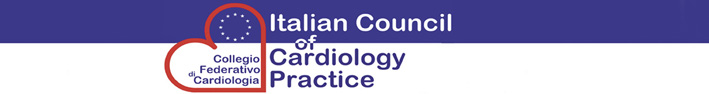 Italian Council
of
Cardiology
Practice
Collegio
di Federativo
Cardiologia